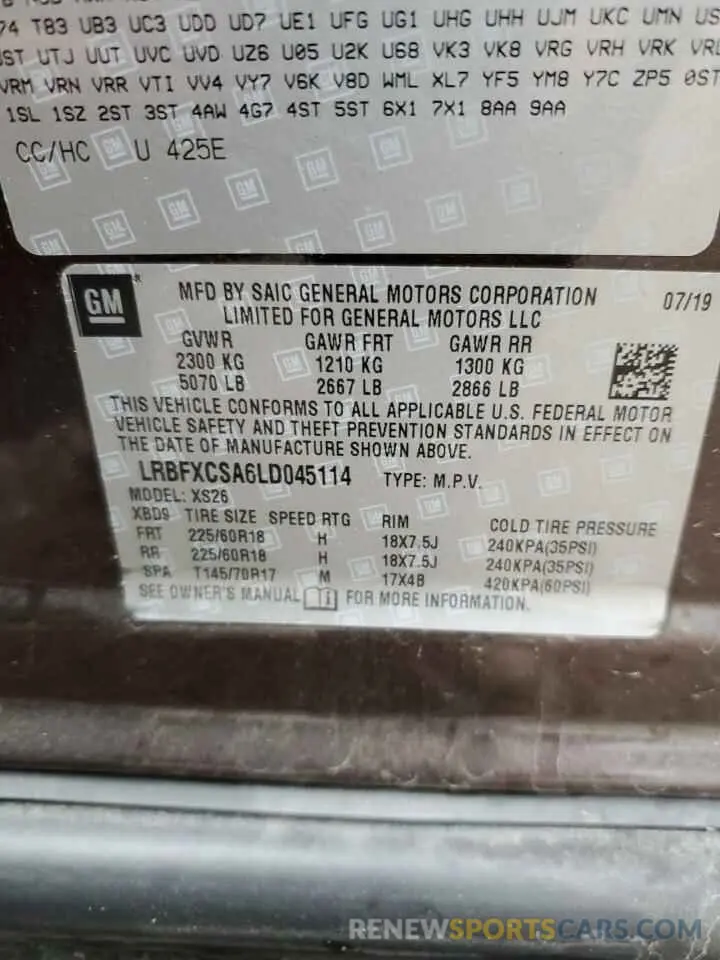 74 T83 UB3 UC3 UDD UD7 UE1 UFG UG1 UHG UHH UJM UKC UMN US
UST UTJ UUT UVC UVD UZ6 U05 U2K U68 VK3 VK8 VRG VRH VRK VRL
VRM VRN VRR VTI VV4 VY7 V6K V8D WML XL7 YF5 YM8 Y7C ZP5 0ST
1SL 1SZ 2ST 3ST 4AW 4G7 4ST 5ST 6X1 7X1 8AA 9AA
CC/HC U 425E
GM
MFD BY SAIC GENERAL MOTORS CORPORATION 07/19
LIMITED FOR GENERAL MOTORS LLC
GVWR GAWR FRT GAWR RR
2300 KG 1210 KG 1300 KG
5070 LB 2667 LB 2866 LB
THIS VEHICLE CONFORMS TO ALL APPLICABLE U.S. FEDERAL MOTOR
VEHICLE SAFETY AND THEFT PREVENTION STANDARDS IN EFFECT ON
THE DATE OF MANUFACTURE SHOWN ABOVE.
LRBFXCSA6LD045114 TYPE: M.P.V.
MODEL: XS26
XBD9 TIRE SIZE SPEED RTG RIM COLD TIRE PRESSURE
FRT 225/60R18 H 18X7.5J 240KPA(35PSI)
RR 225/60R18 H 18X7.5J 240KPA(35PSI)
SPA T145/70R17 M 17X4B 420KPA(60PSI)
SEE OWNER'S MANUAL FOR MORE INFORMATION.
RENEWSPORTSCARS.COM